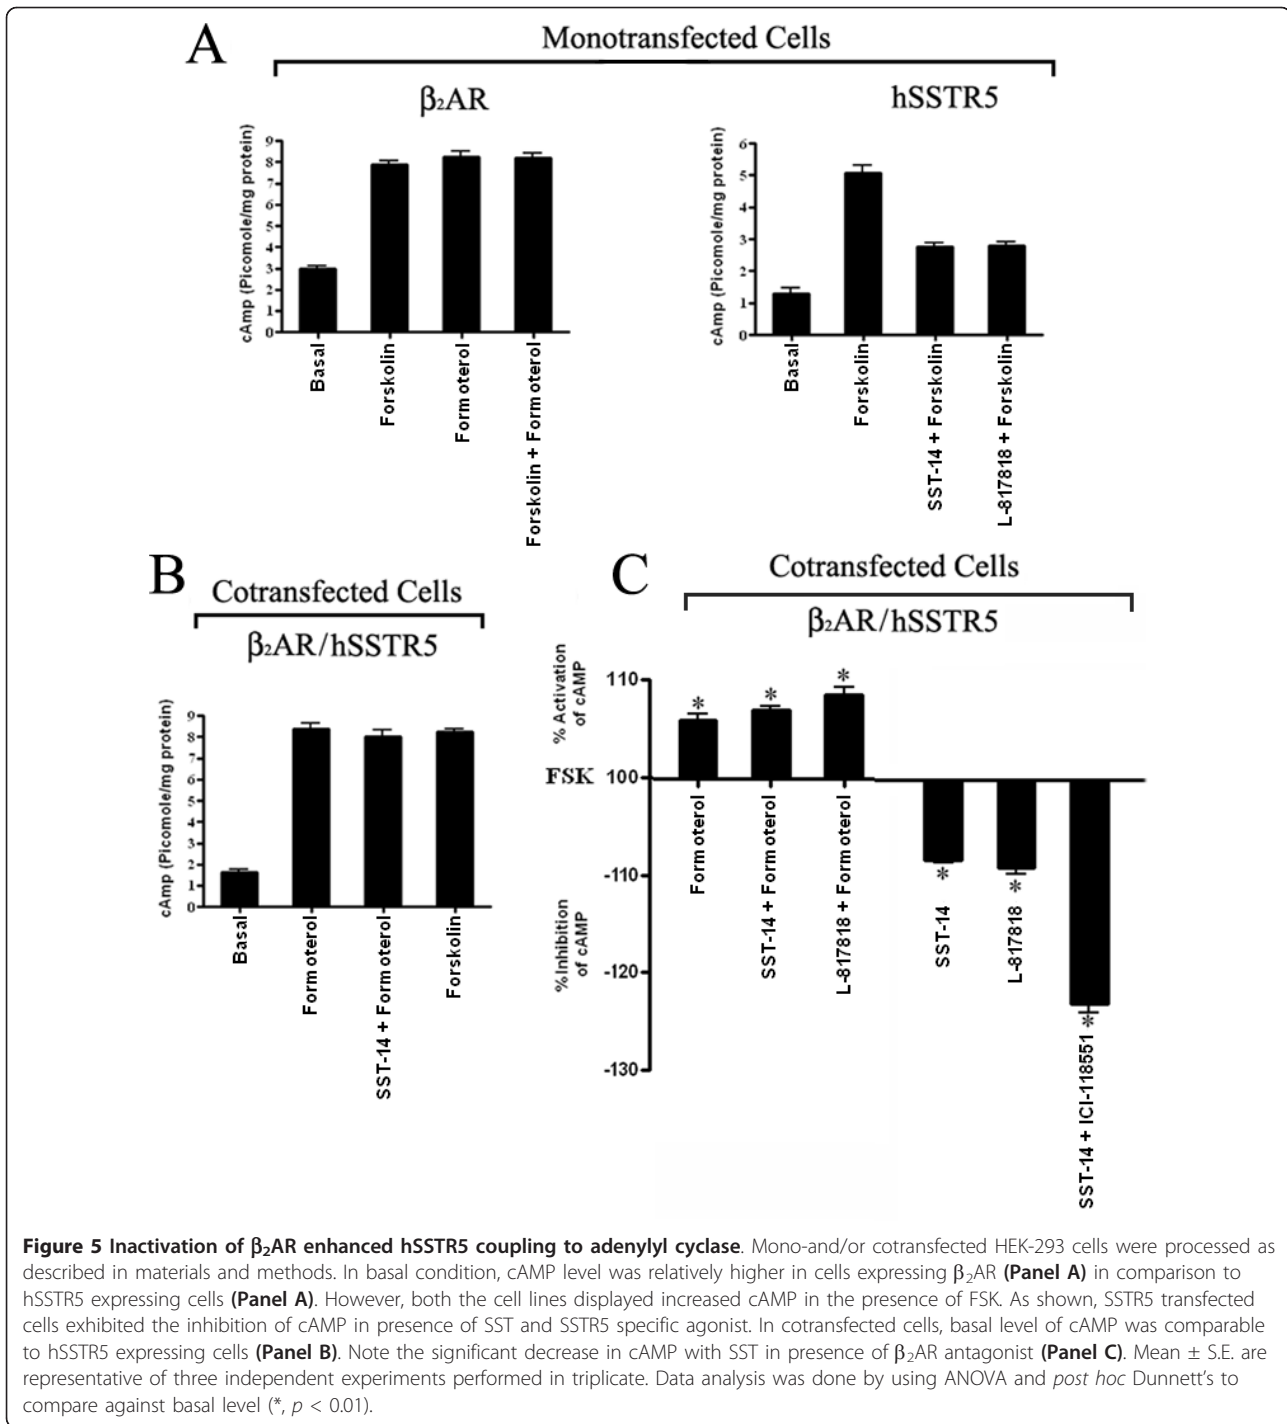 A
Monotransfected Cells
β₂AR
hSSTR5
cAmp (Picomole/mg protein)
9
8
7
6
5
4
3
2
1
0
Basal
Forskolin
Formoterol
Forskolin + Formoterol
cAmp (Picomole/mg protein)
6
5
4
3
2
1
0
Basal
Forskolin
SST-14 + Forskolin
L-817818 + Forskolin
B
Cotransfected Cells
β₂AR/hSSTR5
cAmp (Picomole/mg protein)
9
8
7
6
5
4
3
2
1
0
Basal
Formoterol
SST-14 + Formoterol
Forskolin
C
Cotransfected Cells
β₂AR/hSSTR5
% Activation
of cAMP
% Inhibition
of cAMP
110
FSK 100
-110
-120
-130
* * *
Formoterol
SST-14 + Formoterol
L-817818 + Formoterol
* * *
SST-14
L-817818
SST-14 + ICI-118551
Figure 5 Inactivation of β₂AR enhanced hSSTR5 coupling to adenylyl cyclase. Mono-and/or cotransfected HEK-293 cells were processed as
described in materials and methods. In basal condition, cAMP level was relatively higher in cells expressing β₂AR (Panel A) in comparison to
hSSTR5 expressing cells (Panel A). However, both the cell lines displayed increased cAMP in the presence of FSK. As shown, SSTR5 transfected
cells exhibited the inhibition of cAMP in presence of SST and SSTR5 specific agonist. In cotransfected cells, basal level of cAMP was comparable
to hSSTR5 expressing cells (Panel B). Note the significant decrease in cAMP with SST in presence of β₂AR antagonist (Panel C). Mean ± S.E. are
representative of three independent experiments performed in triplicate. Data analysis was done by using ANOVA and post hoc Dunnett's to
compare against basal level (*, p < 0.01).